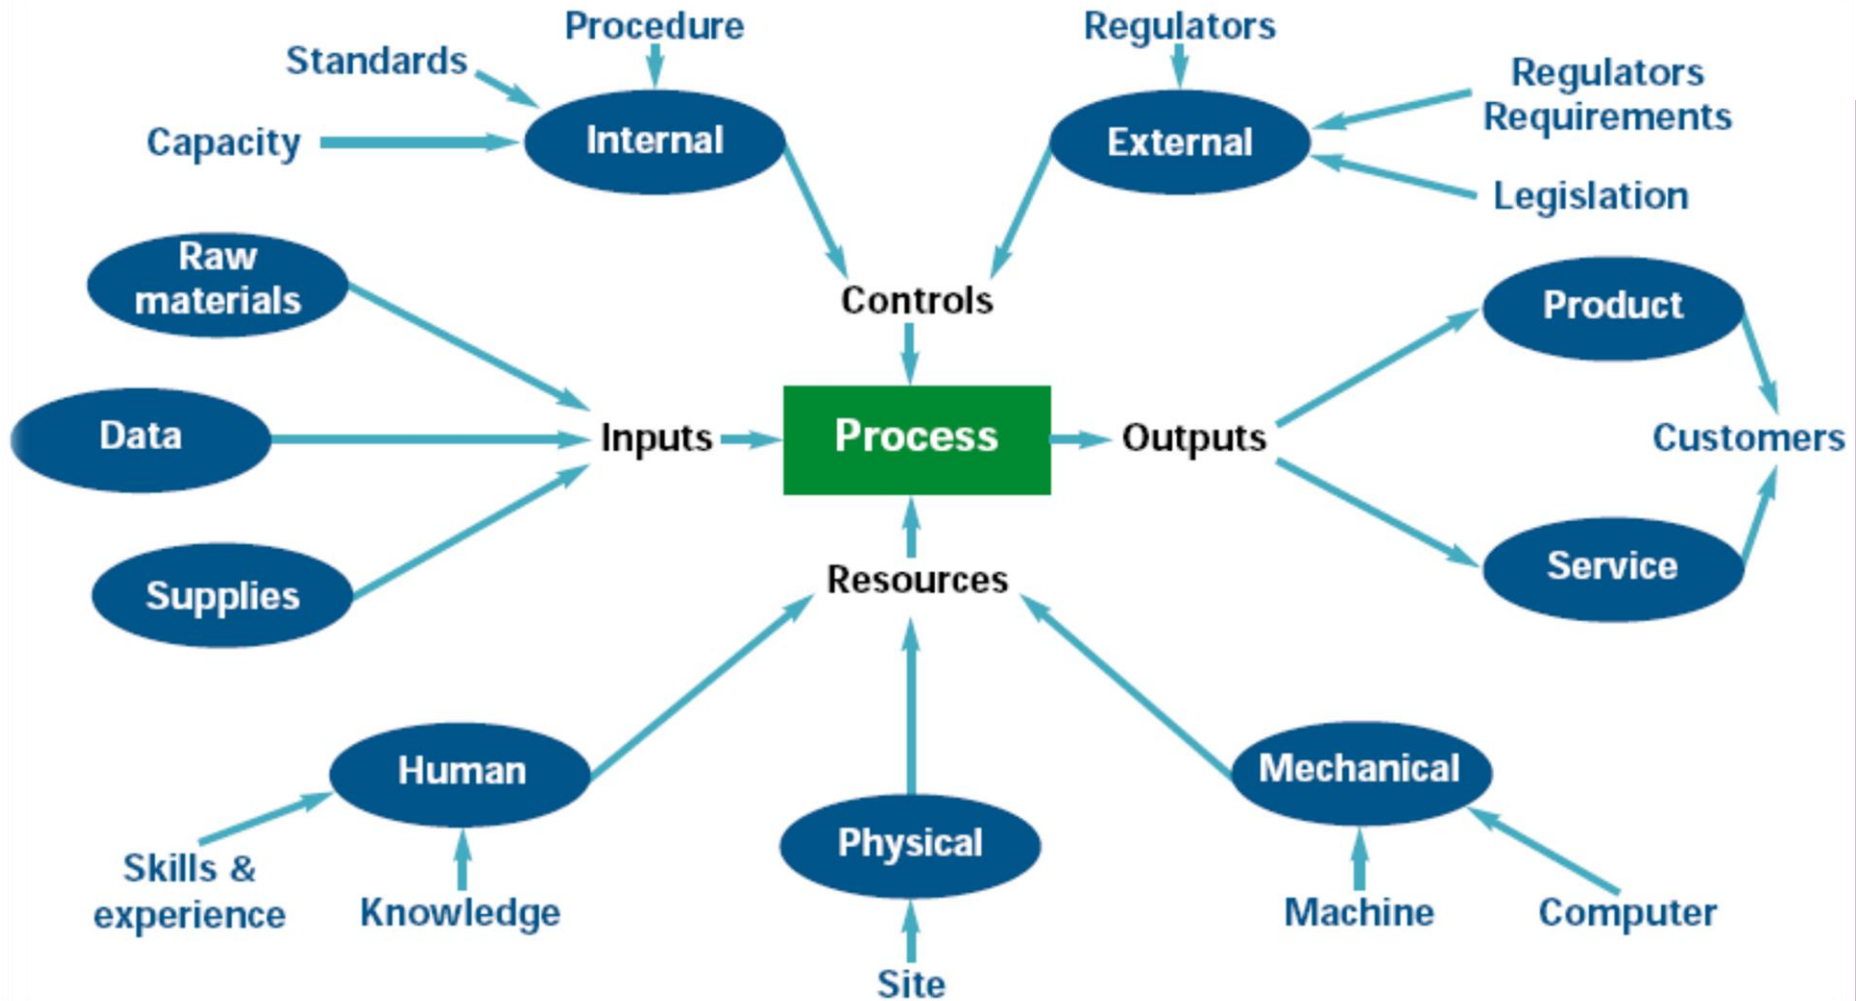 Procedure
Regulators
Standards
Regulators
Requirements
Capacity
Internal
External
Legislation
Raw
materials
Controls
Product
Data
Inputs
Process
Outputs
Customers
Supplies
Resources
Service
Human
Mechanical
Physical
Skills &
experience
Knowledge
Machine
Computer
Site